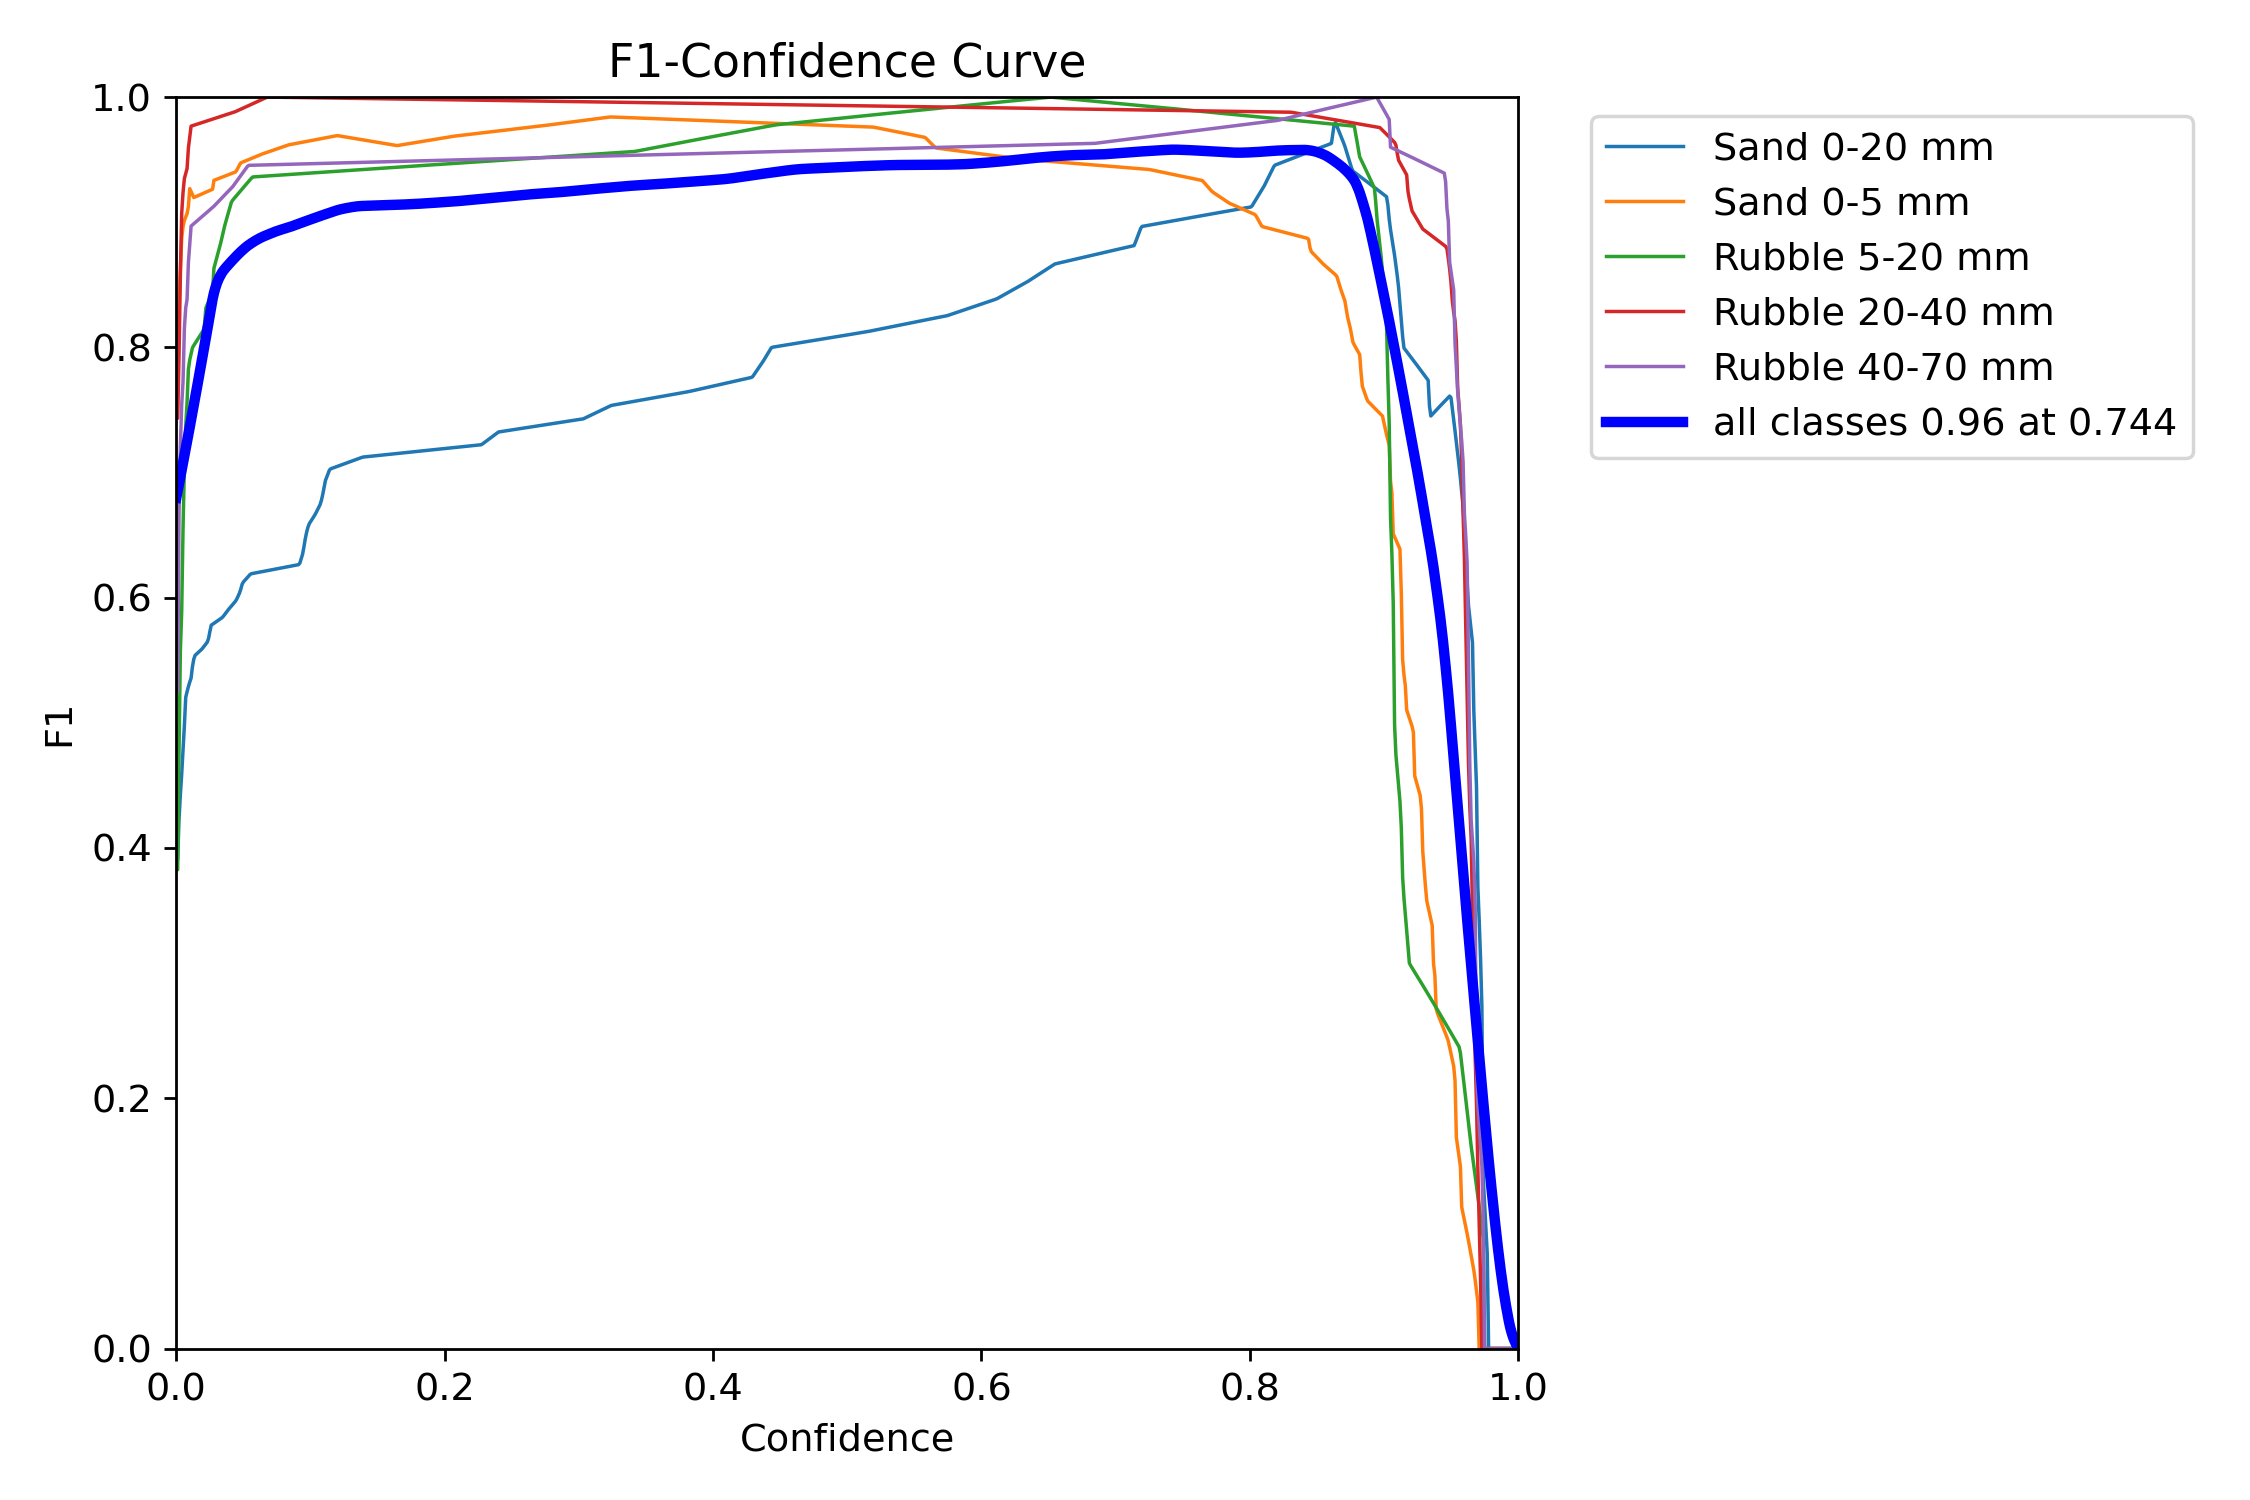 F1-Confidence Curve
1.0
0.8
0.6
0.4
0.2
0.0
F1
0.0 0.2 0.4 0.6 0.8 1.0
Confidence
Sand 0-20 mm
Sand 0-5 mm
Rubble 5-20 mm
Rubble 20-40 mm
Rubble 40-70 mm
all classes 0.96 at 0.744